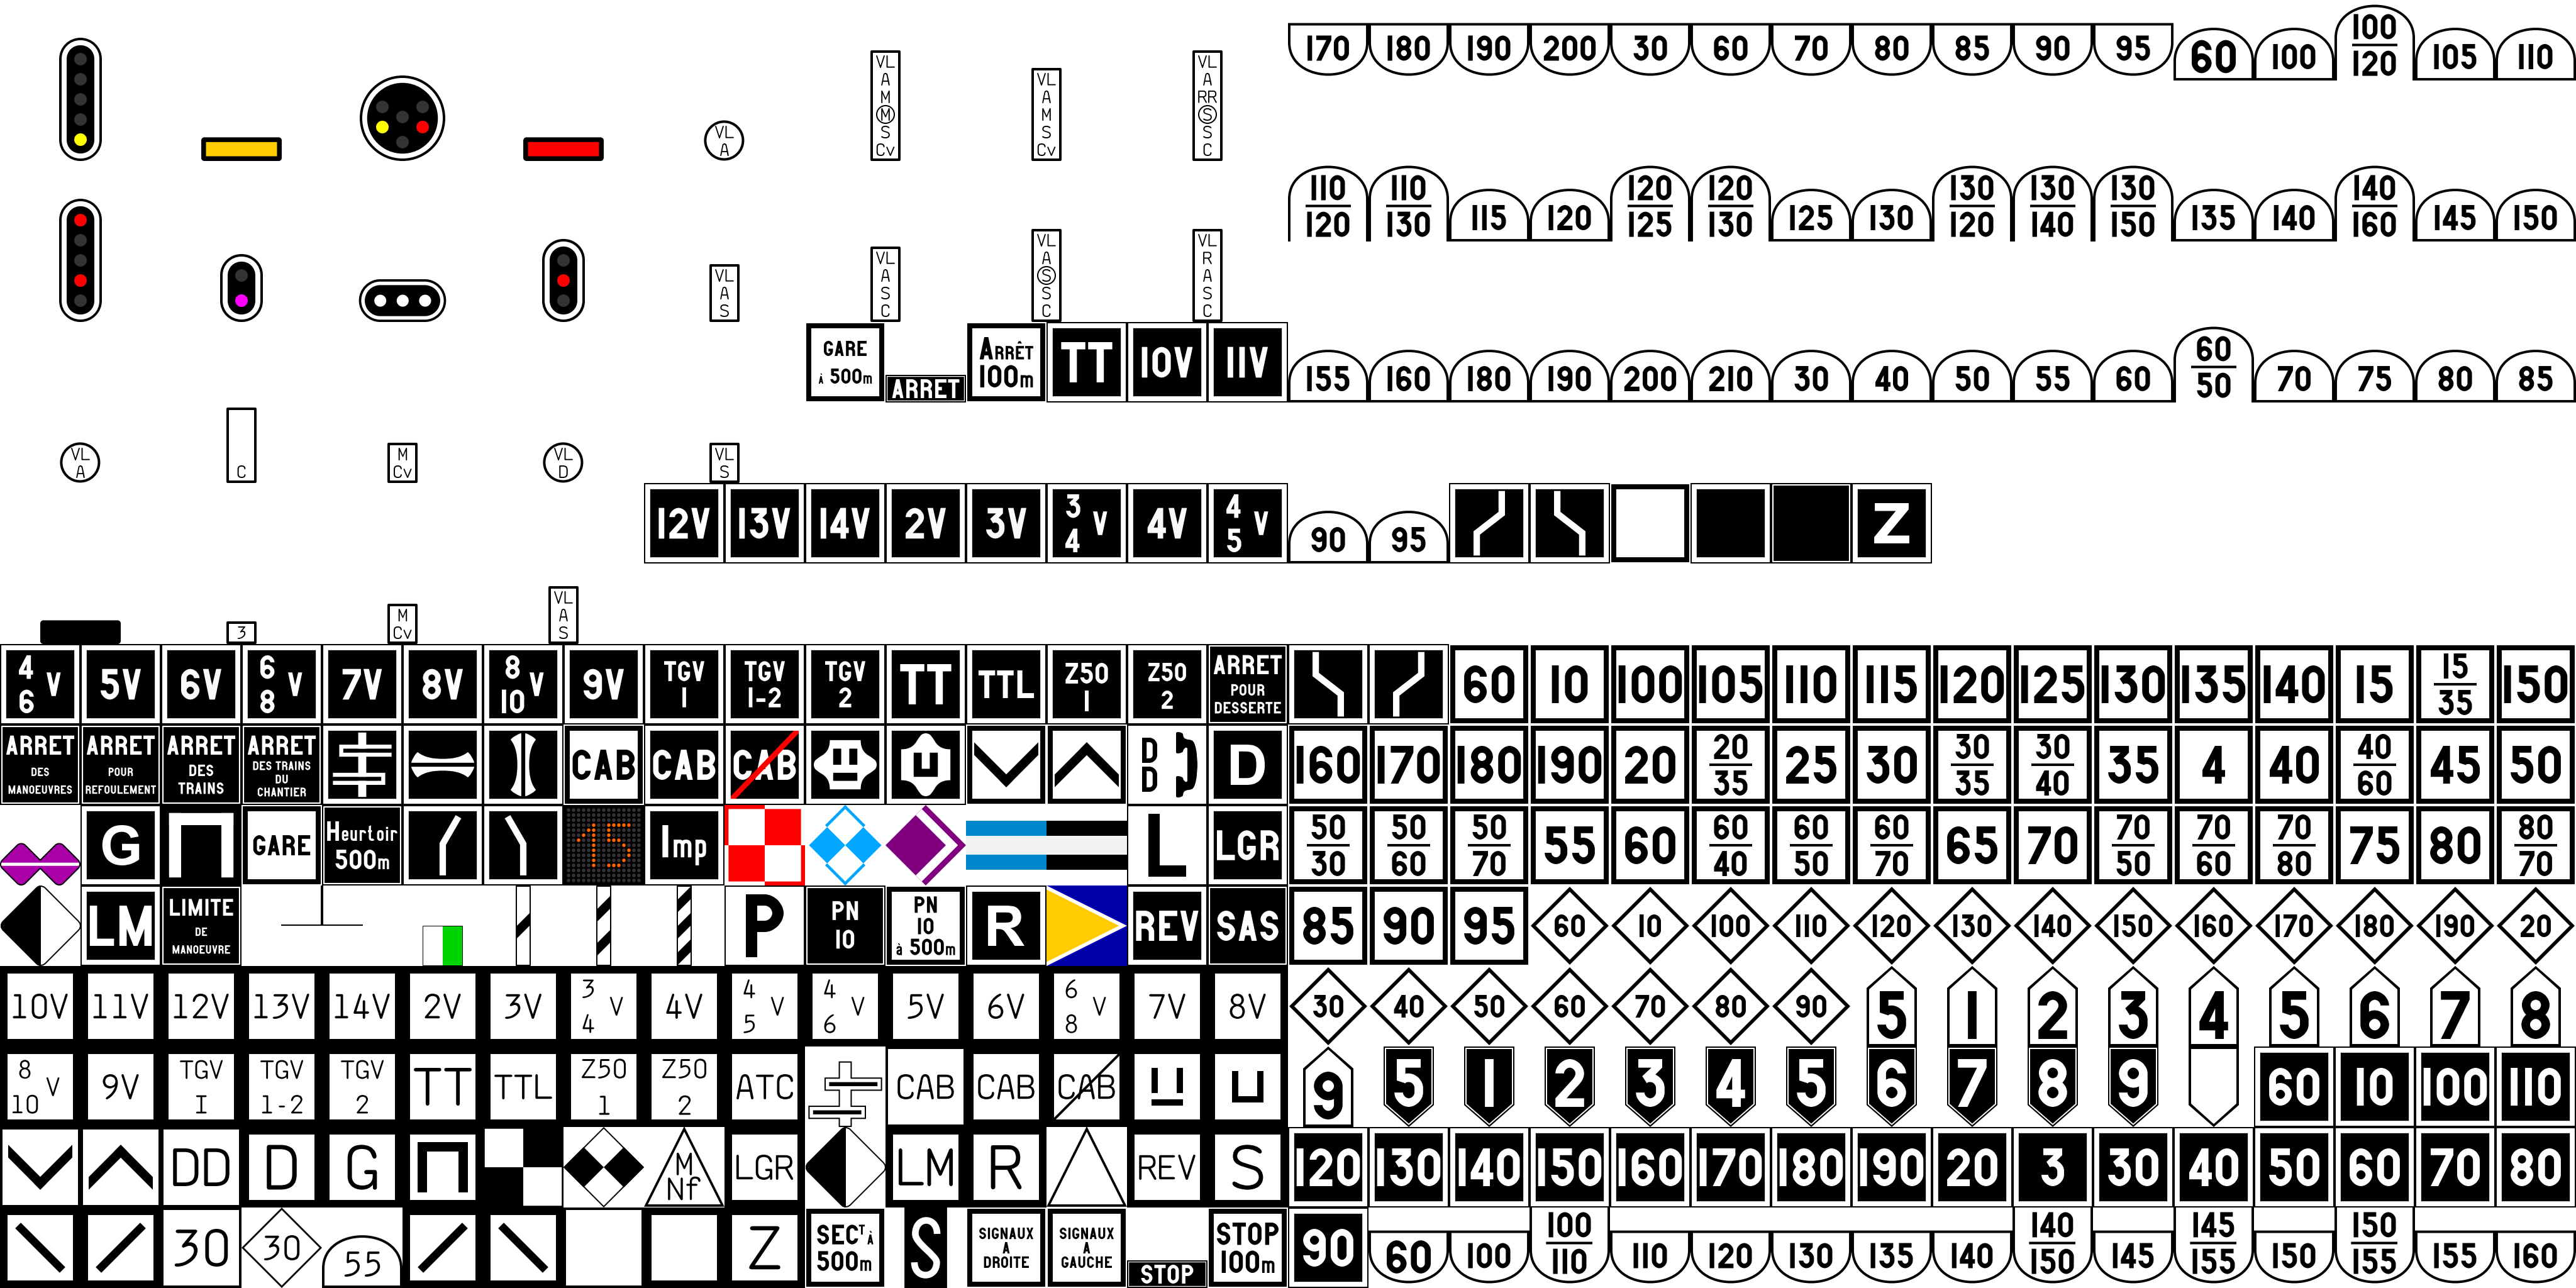 170 180 190 200 30 60 70 80 85 90 95 60 100 100 120 105 110
VL A
VL A M M S Cv
VL A M S Cv
VL A RR S S C
110 120 110 130 115 120 120 125 120 130 125 130 130 120 130 140 130 150 135 140 140 160 145 150
VL A S
VL A S C
VL A S S C
VL R A S C
GARE
À 500m
ARRET
ARRÊT
100m
TT 10V 11V
155 160 180 190 200 210 30 40 50 55 60 60 50 70 75 80 85
VL A
C
M Cv
VL D
VL S
12V 13V 14V 2V 3V 3 4 V 4V 4 5 V 90 95 Z
3
M Cv
VL A S
4 6 V 5V 6V 6 8 V 7V 8V 8 10 V 9V TGV 1 TGV 1-2 TGV 2 TT TTL Z50 1 Z50 2
ARRET
POUR
DESSERTE
60 10 100 105 110 115 120 125 130 135 140 15 15 35 150
ARRET
DES
MANOEUVRES
ARRET
POUR
REFOULEMENT
ARRET
DES
TRAINS
ARRET
DES TRAINS
DU
CHANTIER
CAB CAB CAB DD D
160 170 180 190 20 20 35 25 30 30 35 30 40 35 4 40 40 60 45 50
G GARE
Heurtoir
500m
15 Imp L LGR
50 30 50 60 50 70 55 60 60 40 60 50 60 70 65 70 70 50 70 60 70 80 75 80 80 70
LM
LIMITE
DE
MANOEUVRE
P
PN
10
PN
10
à 500m
R REV SAS
85 90 95 60 10 100 110 120 130 140 150 160 170 180 190 20
10V 11V 12V 13V 14V 2V 3V 3 4 V 4V 4 5 V 4 6 V 5V 6V 6 8 V 7V 8V
30 40 50 60 70 80 90 5 1 2 3 4 5 6 7 8
8 10 V 9V TGV I TGV 1-2 TGV 2 TT TTL Z50 1 Z50 2 ATC CAB CAB CAB
9 5 1 2 3 4 5 6 7 8 9 60 10 100 110
DD D G M Nf LGR LM R REV S
120 130 140 150 160 170 180 190 20 3 30 40 50 60 70 80
30 30 55 Z
SECT À
500m
S
SIGNAUX
A
DROITE
SIGNAUX
A
GAUCHE
STOP
STOP
100m
90 60 100 100 110 110 120 130 135 140 140 150 145 145 155 150 150 155 155 160